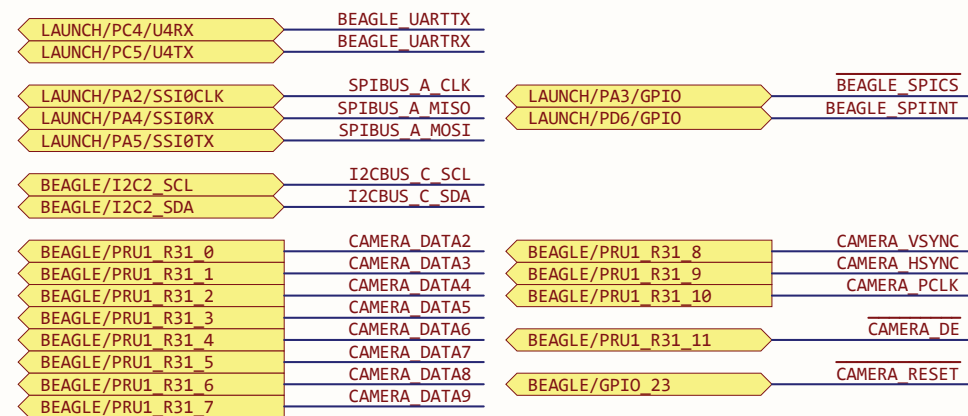 LAUNCH/PC4/U4RX BEAGLE_UARTTX
LAUNCH/PC5/U4TX BEAGLE_UARTRX
LAUNCH/PA2/SSI0CLK SPIBUS_A_CLK
LAUNCH/PA4/SSI0RX SPIBUS_A_MISO
LAUNCH/PA5/SSI0TX SPIBUS_A_MOSI
LAUNCH/PA3/GPIO BEAGLE_SPICS
LAUNCH/PD6/GPIO BEAGLE_SPIINT
BEAGLE/I2C2_SCL I2CBUS_C_SCL
BEAGLE/I2C2_SDA I2CBUS_C_SDA
BEAGLE/PRU1_R31_0 CAMERA_DATA2
BEAGLE/PRU1_R31_1 CAMERA_DATA3
BEAGLE/PRU1_R31_2 CAMERA_DATA4
BEAGLE/PRU1_R31_3 CAMERA_DATA5
BEAGLE/PRU1_R31_4 CAMERA_DATA6
BEAGLE/PRU1_R31_5 CAMERA_DATA7
BEAGLE/PRU1_R31_6 CAMERA_DATA8
BEAGLE/PRU1_R31_7 CAMERA_DATA9
BEAGLE/PRU1_R31_8 CAMERA_VSYNC
BEAGLE/PRU1_R31_9 CAMERA_HSYNC
BEAGLE/PRU1_R31_10 CAMERA_PCLK
BEAGLE/PRU1_R31_11 CAMERA_DE
BEAGLE/GPIO_23 CAMERA_RESET